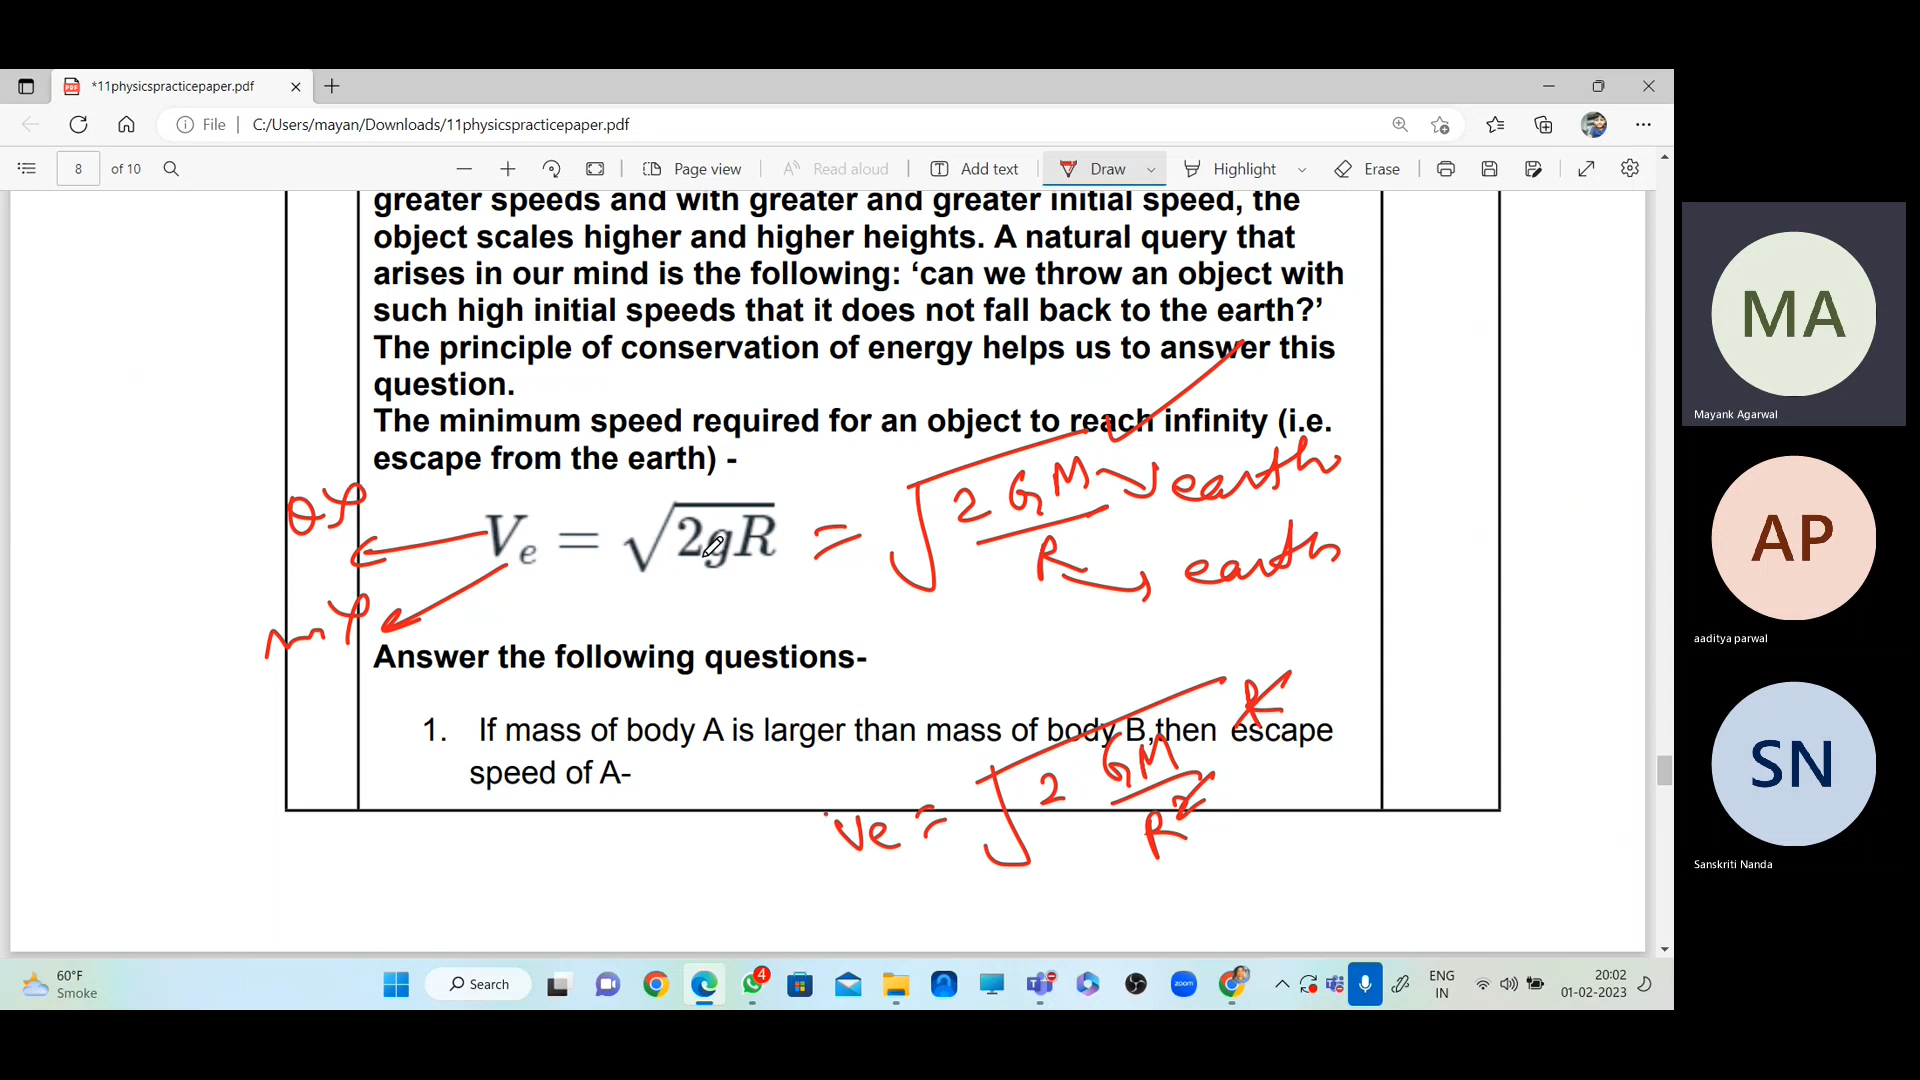 *11physicspracticepaper.pdf
File | C:/Users/mayan/Downloads/11physicspracticepaper.pdf
8 of 10 Page view Read aloud Add text Draw Highlight Erase
greater speeds and with greater and greater initial speed, the
object scales higher and higher heights. A natural query that
arises in our mind is the following: ‘can we throw an object with
such high initial speeds that it does not fall back to the earth?’
The principle of conservation of energy helps us to answer this
question.
The minimum speed required for an object to reach infinity (i.e.
escape from the earth) -
Ve = √2gR = √2GM/R earth
earth
Answer the following questions-
1. If mass of body A is larger than mass of body B,then escape
speed of A-
Ve = √2 GM/R² R
MA
Mayank Agarwal
AP
aaditya parwal
SN
Sanskriti Nanda
60°F
Smoke
Search
4
zoom
ENG
IN
20:02
01-02-2023